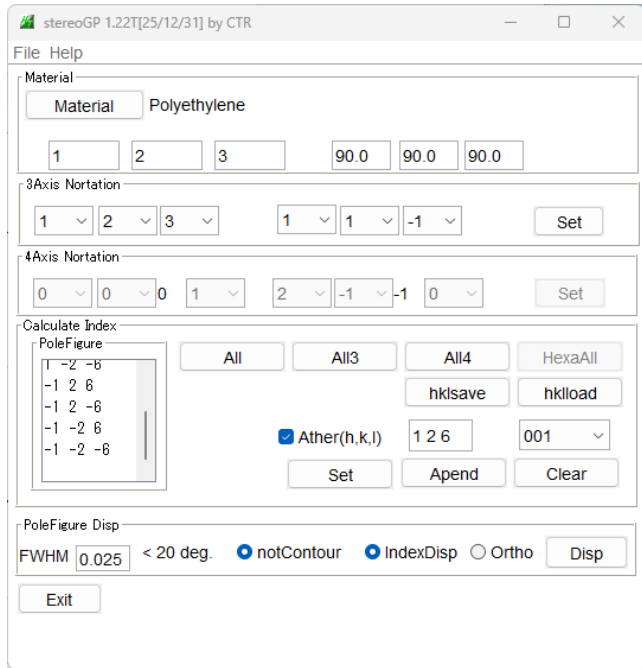 stereoGP 1.22T[25/12/31] by CTR
File Help
Material
Material Polyethylene
1 2 3 90.0 90.0 90.0
3Axis Nortation
1 2 3 1 1 -1 Set
4Axis Nortation
0 0 0 1 2 -1 -1 0 Set
Calculate Index
PoleFigure
1 -2 -6
-1 2 6
-1 2 -6
-1 -2 6
-1 -2 -6
All All3 All4 HexaAll
hklsave hklload
Ather(h,k,l) 1 2 6 001
Set Apend Clear
PoleFigure Disp
FWHM 0.025 < 20 deg. notContour IndexDisp Ortho Disp
Exit